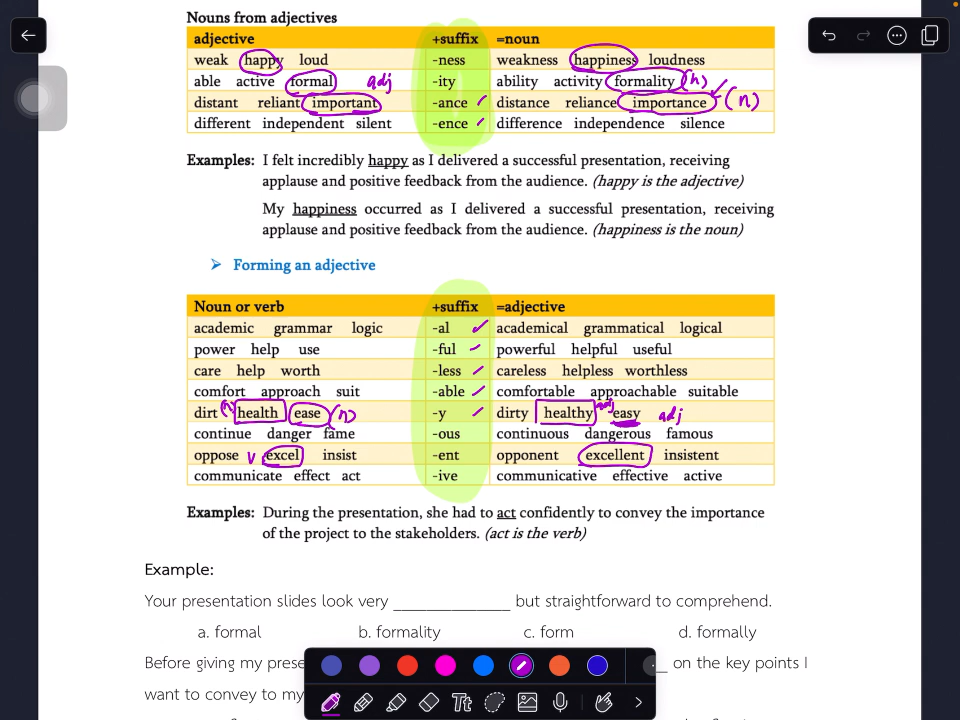 Nouns from adjectives
adjective +suffix =noun
weak happy loud -ness weakness happiness loudness
able active formal adj -ity ability activity formality (n)
distant reliant important -ance distance reliance importance (n)
different independent silent -ence difference independence silence
Examples: I felt incredibly happy as I delivered a successful presentation, receiving
applause and positive feedback from the audience. (happy is the adjective)
My happiness occurred as I delivered a successful presentation, receiving
applause and positive feedback from the audience. (happiness is the noun)
➢ Forming an adjective
Noun or verb +suffix =adjective
academic grammar logic -al academical grammatical logical
power help use -ful powerful helpful useful
care help worth -less careless helpless worthless
comfort approach suit -able comfortable approachable suitable
dirt (n) health ease (n) -y dirty healthy adj easy adj
continue danger fame -ous continuous dangerous famous
oppose v excel insist -ent opponent excellent insistent
communicate effect act -ive communicative effective active
Examples: During the presentation, she had to act confidently to convey the importance
of the project to the stakeholders. (act is the verb)
Example:
Your presentation slides look very ______________ but straightforward to comprehend.
a. formal b. formality c. form d. formally
Before giving my prese __ on the key points I
want to convey to my
Tt